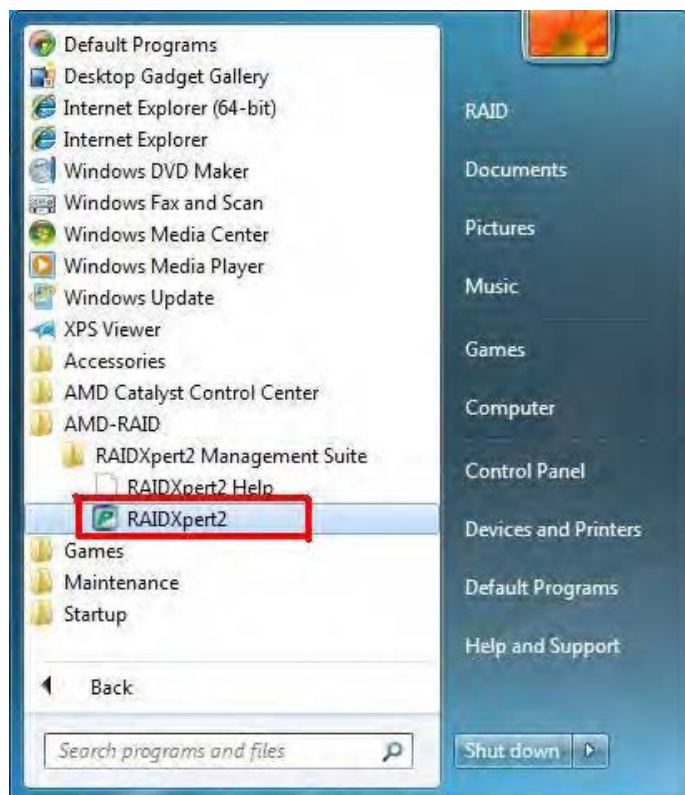 Default Programs
Desktop Gadget Gallery
Internet Explorer (64-bit)
Internet Explorer
Windows DVD Maker
Windows Fax and Scan
Windows Media Center
Windows Media Player
Windows Update
XPS Viewer
Accessories
AMD Catalyst Control Center
AMD-RAID
RAIDXpert2 Management Suite
RAIDXpert2 Help
RAIDXpert2
Games
Maintenance
Startup
Back
Search programs and files
RAID
Documents
Pictures
Music
Games
Computer
Control Panel
Devices and Printers
Default Programs
Help and Support
Shut down